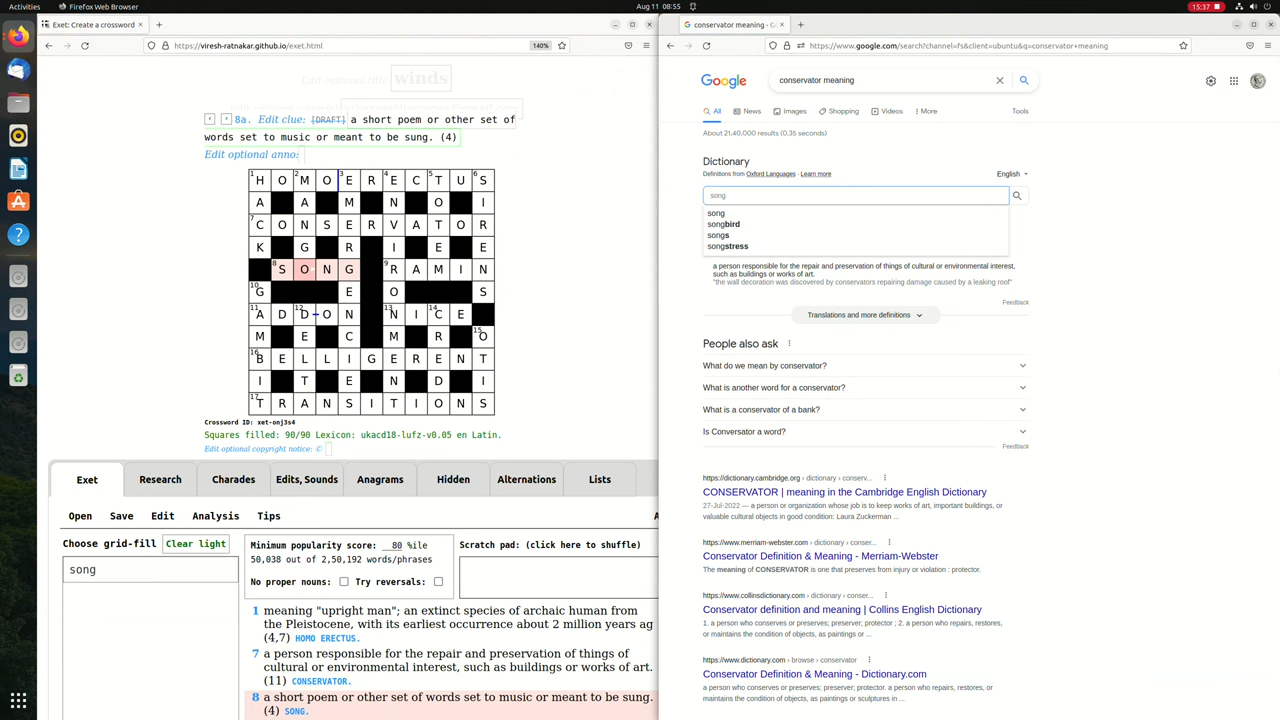 Activities
Firefox Web Browser
Aug 11 08:55
15:37
Exet: Create a crossword
https://viresh-ratnakar.github.io/exet.html
140%
Edit optional title: winds
8a. Edit clue: [DRAFT] a short poem or other set of
words set to music or meant to be sung. (4)
Edit optional anno:
1 H O M O E R E C T U S
A A M N O I
7 C O N S E R V A T O R
K G R I E E
8 S O N G 9 R A M I N
10 G E O S
11 A D D O N 13 N I C E
M E C M R 15 O
16 B E L L I G E R E N T
I T E N D I
17 T R A N S I T I O N S
Crossword ID: xet-onj3s4
Squares filled: 90/90 Lexicon: ukacd18-lufz-v0.05 en Latin.
Edit optional copyright notice: ©
Exet Research Charades Edits, Sounds Anagrams Hidden Alternations Lists
Open Save Edit Analysis Tips
Choose grid-fill Clear light
song
Minimum popularity score: 80 %ile
50,038 out of 2,50,192 words/phrases
No proper nouns: Try reversals:
Scratch pad: (click here to shuffle)
1 meaning "upright man"; an extinct species of archaic human from
the Pleistocene, with its earliest occurrence about 2 million years ag
(4,7) HOMO ERECTUS.
7 a person responsible for the repair and preservation of things of
cultural or environmental interest, such as buildings or works of art.
(11) CONSERVATOR.
8 a short poem or other set of words set to music or meant to be sung.
(4) SONG.
conservator meaning - G
https://www.google.com/search?channel=fs&client=ubuntu&q=conservator+meaning
Google
conservator meaning
All News Images Shopping Videos More Tools
About 21,40,000 results (0.35 seconds)
Dictionary
Definitions from Oxford Languages · Learn more
English
song
song
songbird
songs
songstress
a person responsible for the repair and preservation of things of cultural or environmental interest,
such as buildings or works of art.
"the wall decoration was discovered by conservators repairing damage caused by a leaking roof"
Feedback
Translations and more definitions
People also ask
What do we mean by conservator?
What is another word for a conservator?
What is a conservator of a bank?
Is Conversator a word?
Feedback
https://dictionary.cambridge.org › dictionary › conserv...
CONSERVATOR | meaning in the Cambridge English Dictionary
27-Jul-2022 — a person or organization whose job is to keep works of art, important buildings, or
valuable cultural objects in good condition: Laura Zuckerman ...
https://www.merriam-webster.com › dictionary › conser...
Conservator Definition & Meaning - Merriam-Webster
The meaning of CONSERVATOR is one that preserves from injury or violation : protector.
https://www.collinsdictionary.com › dictionary › conser...
Conservator definition and meaning | Collins English Dictionary
1. a person who conserves or preserves; preserver; protector ; 2. a person who repairs, restores,
or maintains the condition of objects, as paintings or ...
https://www.dictionary.com › browse › conservator
Conservator Definition & Meaning - Dictionary.com
a person who conserves or preserves; preserver; protector. a person who repairs, restores, or
maintains the condition of objects, as paintings or sculptures in ...